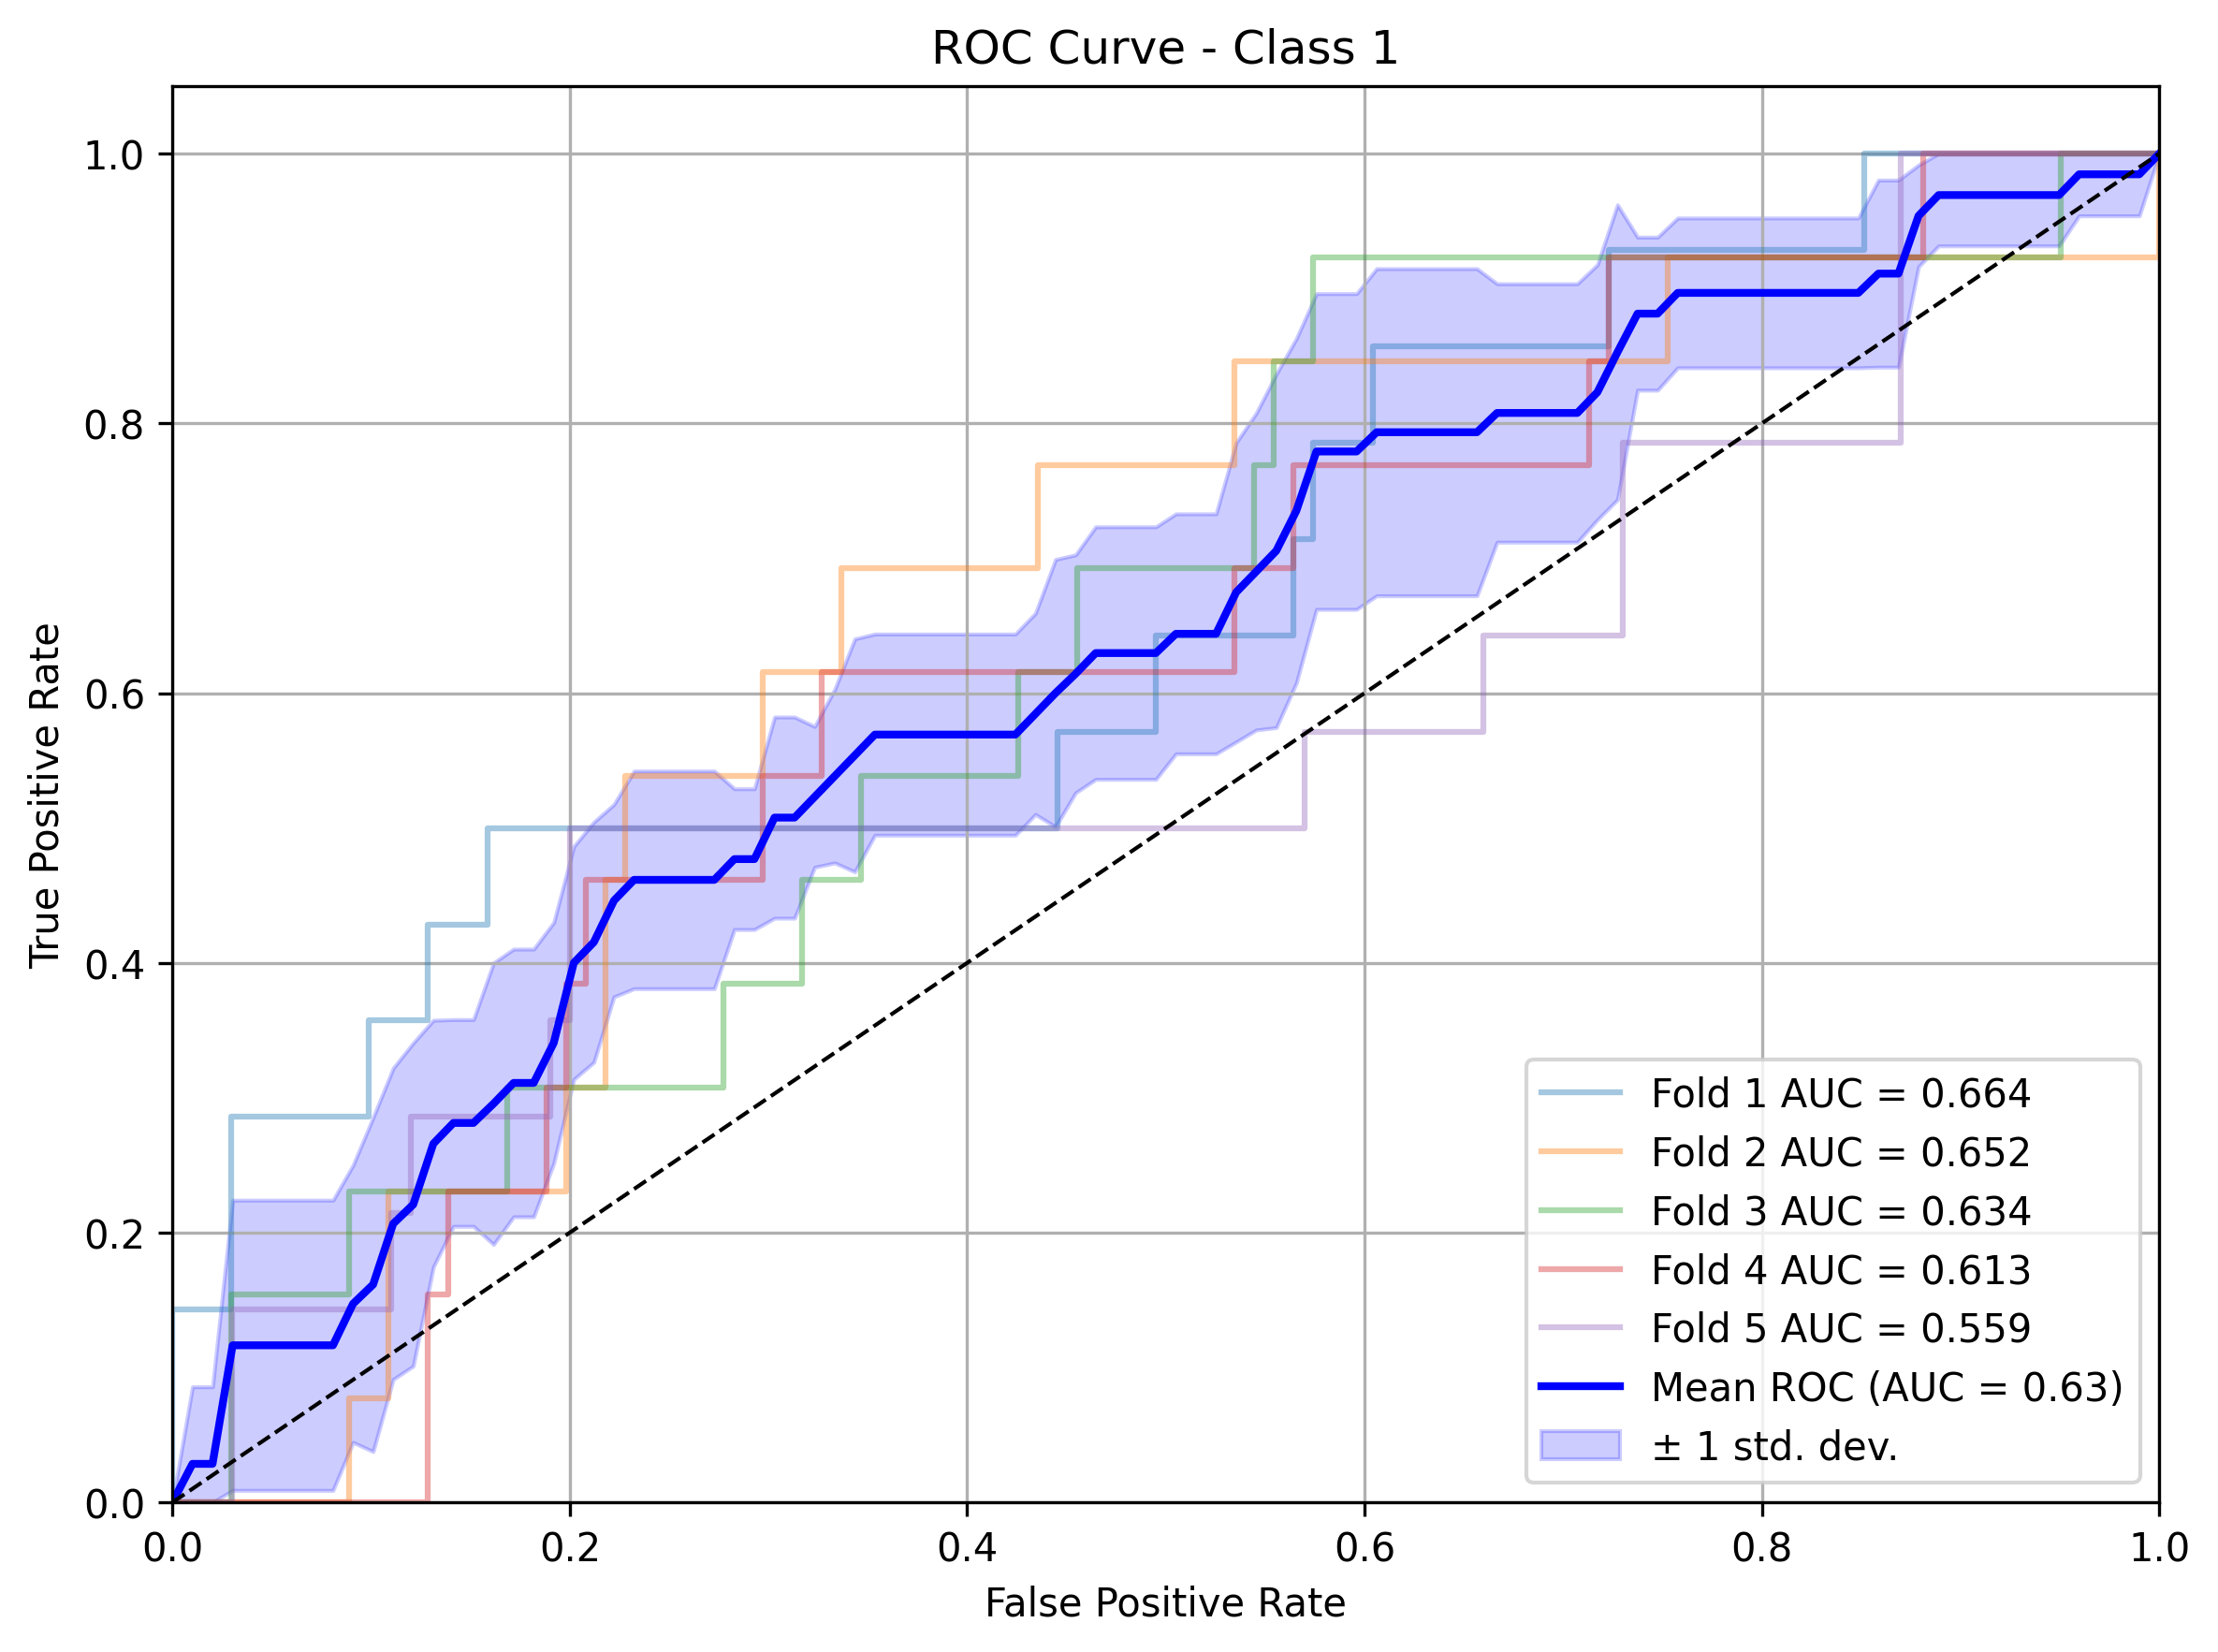 ROC Curve - Class 1
1.0
0.8
0.6
0.4
0.2
0.0
True Positive Rate
0.0 0.2 0.4 0.6 0.8 1.0
False Positive Rate
Fold 1 AUC = 0.664
Fold 2 AUC = 0.652
Fold 3 AUC = 0.634
Fold 4 AUC = 0.613
Fold 5 AUC = 0.559
Mean ROC (AUC = 0.63)
± 1 std. dev.